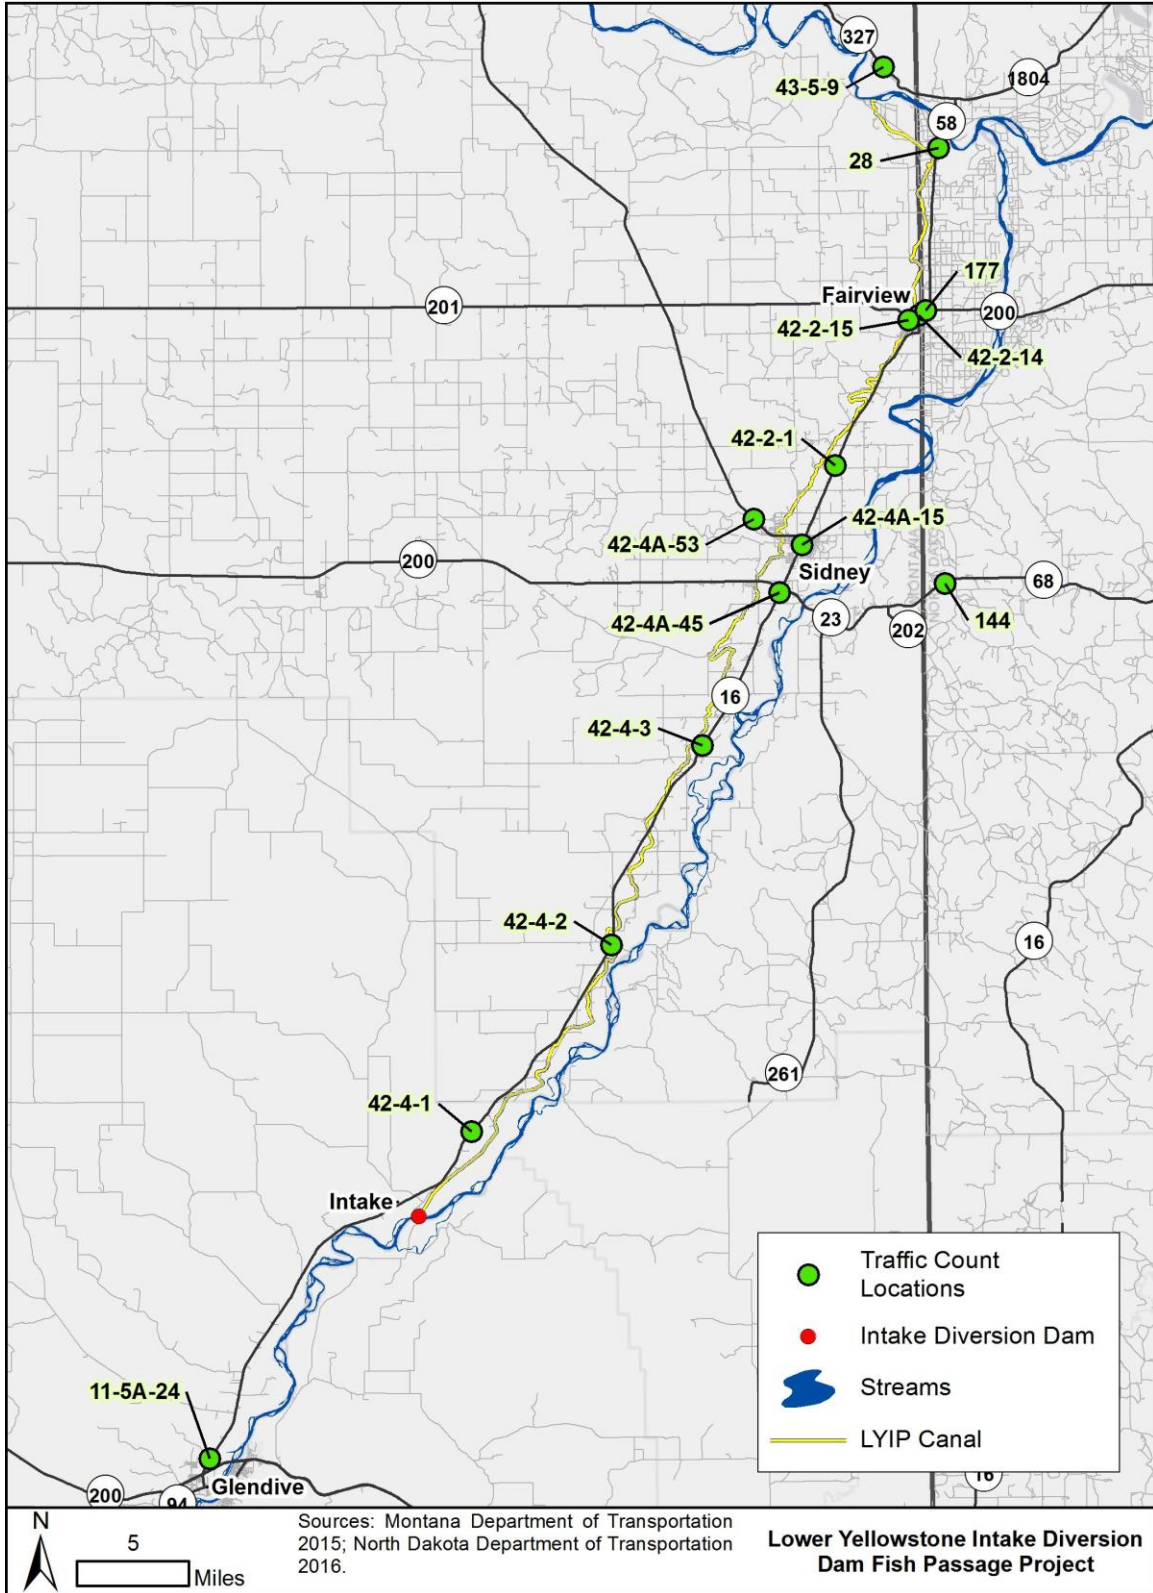 327
43-5-9
1804
58
28
177
Fairview
201
200
42-2-15
42-2-14
42-2-1
42-4A-15
42-4A-53
Sidney
200
68
42-4A-45
23
144
202
16
42-4-3
42-4-2
16
261
42-4-1
Intake
Traffic Count
Locations
Intake Diversion Dam
Streams
LYIP Canal
11-5A-24
Glendive
200
94
16
N
5
Miles
Sources: Montana Department of Transportation
2015; North Dakota Department of Transportation
2016.
Lower Yellowstone Intake Diversion
Dam Fish Passage Project